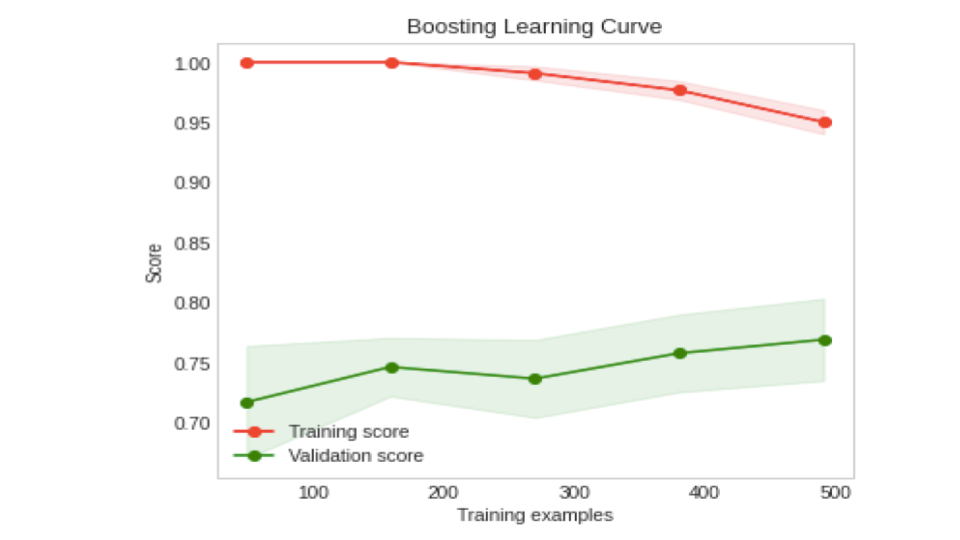 Boosting Learning Curve
1.00
0.95
0.90
0.85
0.80
0.75
0.70
Score
Training score
Validation score
100 200 300 400 500
Training examples